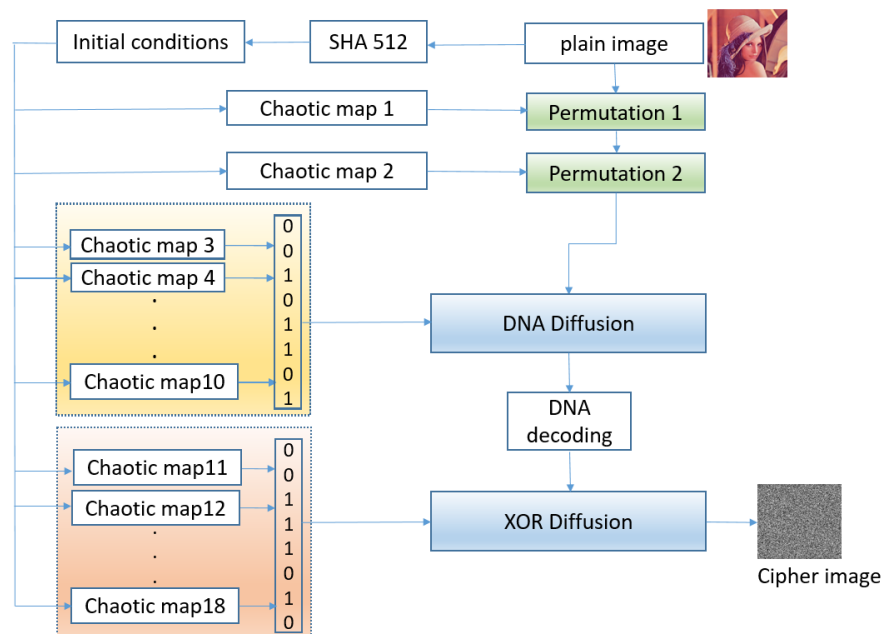 Initial conditions
SHA 512
plain image
Chaotic map 1
Permutation 1
Chaotic map 2
Permutation 2
Chaotic map 3
Chaotic map 4
.
.
.
Chaotic map10
0
0
1
0
1
1
0
1
DNA Diffusion
DNA
decoding
Chaotic map11
Chaotic map12
.
.
.
Chaotic map18
0
0
1
1
1
0
1
0
XOR Diffusion
Cipher image